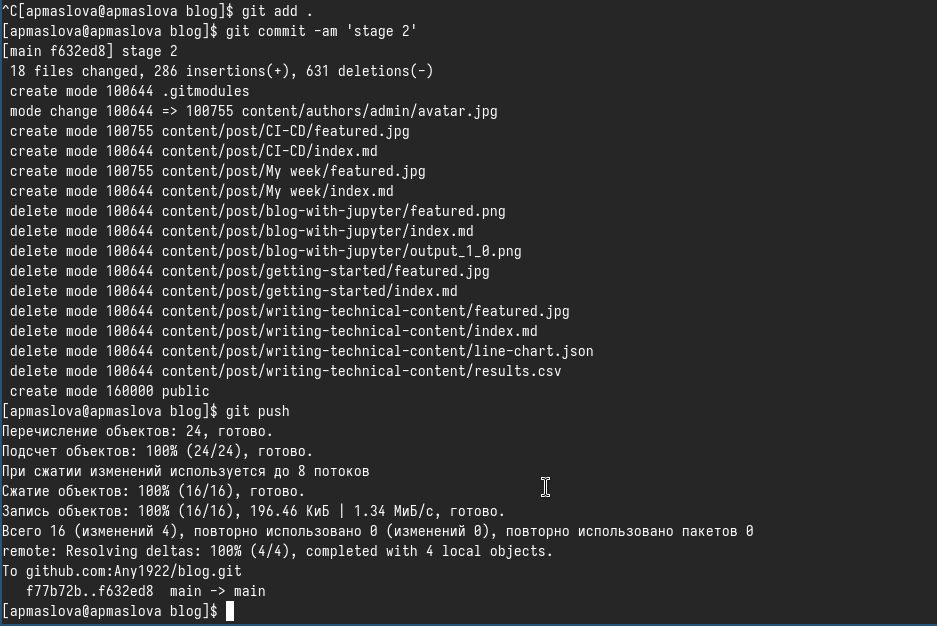 ^C[apmaslova@apmaslova blog]$ git add .
[apmaslova@apmaslova blog]$ git commit -am 'stage 2'
[main f632ed8] stage 2
 18 files changed, 286 insertions(+), 631 deletions(-)
 create mode 100644 .gitmodules
 mode change 100644 => 100755 content/authors/admin/avatar.jpg
 create mode 100755 content/post/CI-CD/featured.jpg
 create mode 100644 content/post/CI-CD/index.md
 create mode 100755 content/post/My week/featured.jpg
 create mode 100644 content/post/My week/index.md
 delete mode 100644 content/post/blog-with-jupyter/featured.png
 delete mode 100644 content/post/blog-with-jupyter/index.md
 delete mode 100644 content/post/blog-with-jupyter/output_1_0.png
 delete mode 100644 content/post/getting-started/featured.jpg
 delete mode 100644 content/post/getting-started/index.md
 delete mode 100644 content/post/writing-technical-content/featured.jpg
 delete mode 100644 content/post/writing-technical-content/index.md
 delete mode 100644 content/post/writing-technical-content/line-chart.json
 delete mode 100644 content/post/writing-technical-content/results.csv
 create mode 160000 public
[apmaslova@apmaslova blog]$ git push
Перечисление объектов: 24, готово.
Подсчет объектов: 100% (24/24), готово.
При сжатии изменений используется до 8 потоков
Сжатие объектов: 100% (16/16), готово.
Запись объектов: 100% (16/16), 196.46 КиБ | 1.34 МиБ/с, готово.
Всего 16 (изменений 4), повторно использовано 0 (изменений 0), повторно использовано пакетов 0
remote: Resolving deltas: 100% (4/4), completed with 4 local objects.
To github.com:Any1922/blog.git
   f77b72b..f632ed8  main -> main
[apmaslova@apmaslova blog]$